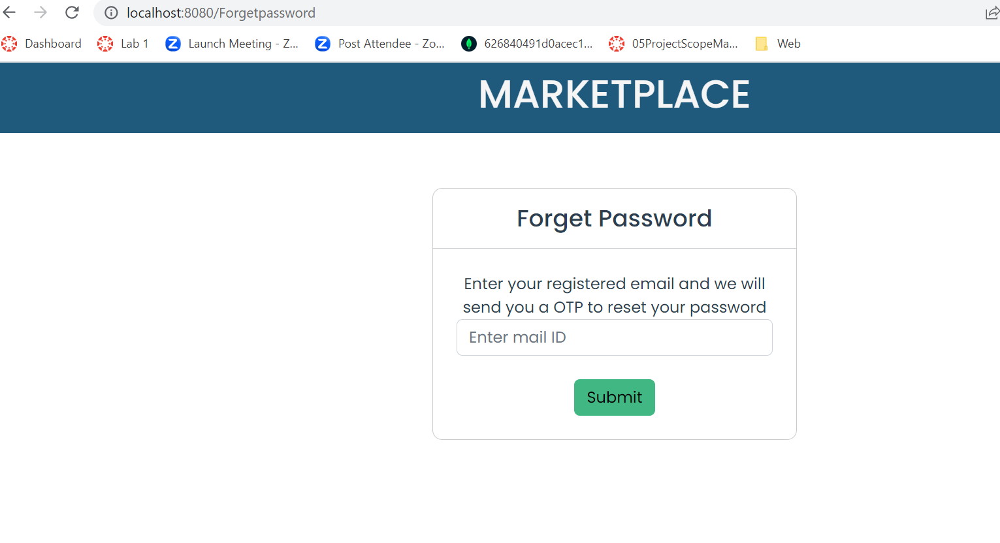 localhost:8080/Forgetpassword
Dashboard Lab 1 Launch Meeting - Z... Post Attendee - Zo... 626840491d0acec1... 05ProjectScopeMa... Web
MARKETPLACE
Forget Password
Enter your registered email and we will
send you a OTP to reset your password
Enter mail ID
Submit